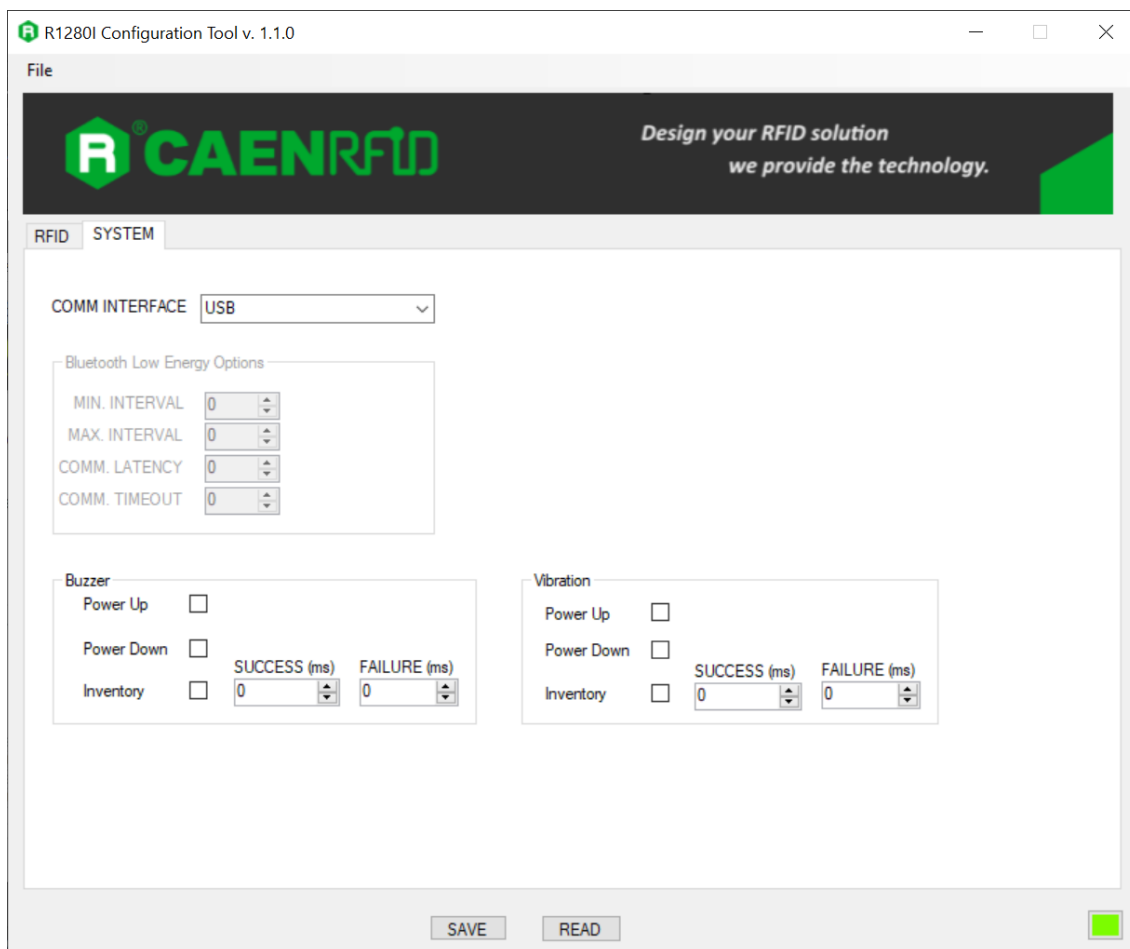 R1280I Configuration Tool v. 1.1.0
File
R® CAENRFID
Design your RFID solution
we provide the technology.
RFID SYSTEM
COMM INTERFACE USB
Bluetooth Low Energy Options
MIN. INTERVAL 0
MAX. INTERVAL 0
COMM. LATENCY 0
COMM. TIMEOUT 0
Buzzer
Power Up
Power Down
SUCCESS (ms) FAILURE (ms)
Inventory 0 0
Vibration
Power Up
Power Down
SUCCESS (ms) FAILURE (ms)
Inventory 0 0
SAVE READ